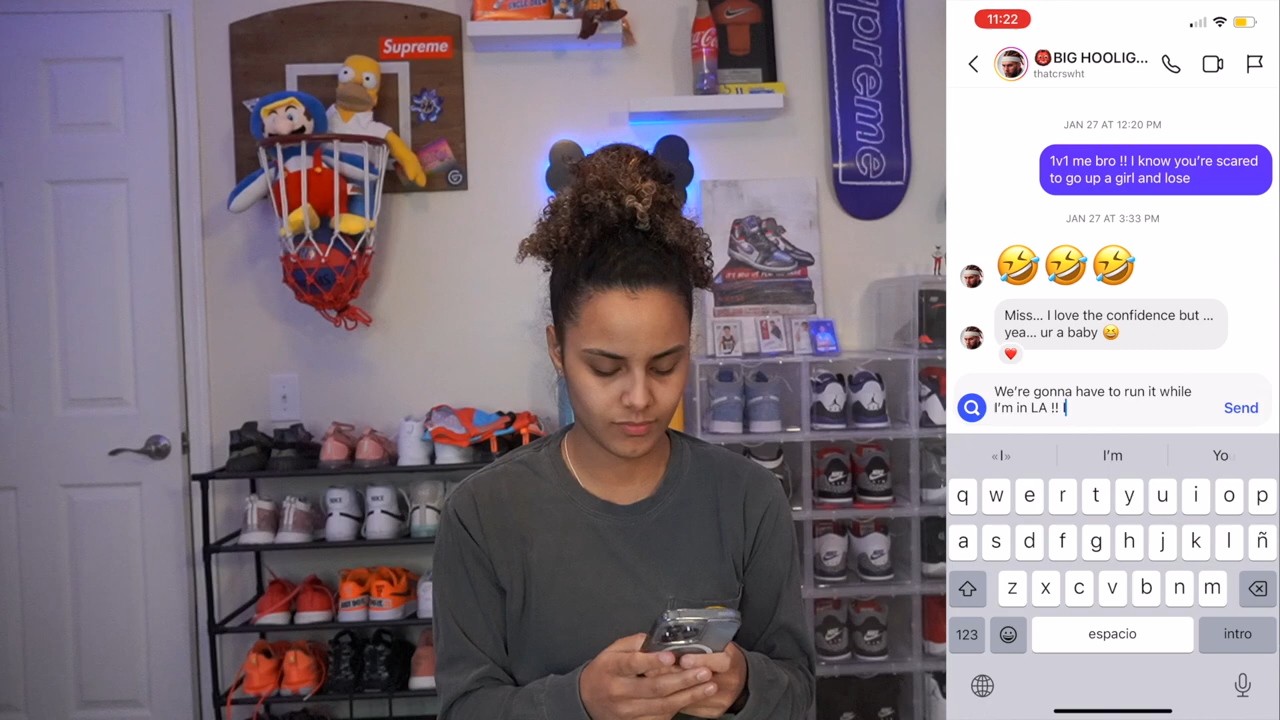 Supreme
preme
11:22
BIG HOOLIG...
thatcrswht
JAN 27 AT 12:20 PM
1v1 me bro !! I know you're scared
to go up a girl and lose
JAN 27 AT 3:33 PM
Miss... I love the confidence but ...
yea... ur a baby 😆
We're gonna have to run it while
I'm in LA !! I
Send
«I»
I'm
Yo
q w e r t y u i o p
a s d f g h j k l ñ
z x c v b n m
123
espacio
intro